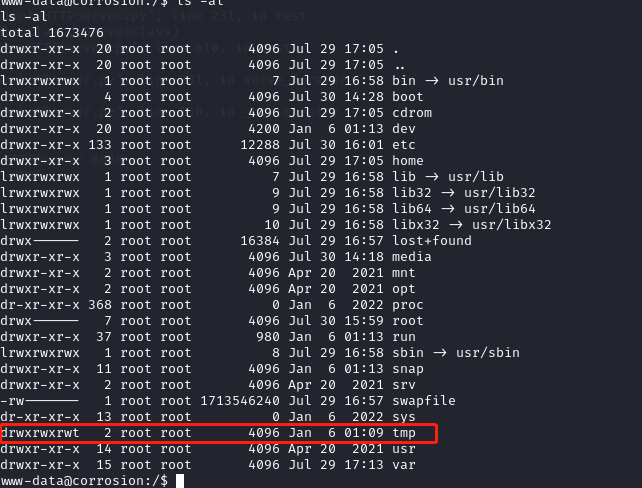 www-data@corrosion:/$ ls -al
ls -al
total 1673476
drwxr-xr-x  20 root root       4096 Jul 29 17:05 .
drwxr-xr-x  20 root root       4096 Jul 29 17:05 ..
lrwxrwxrwx   1 root root          7 Jul 29 16:58 bin -> usr/bin
drwxr-xr-x   4 root root       4096 Jul 30 14:28 boot
drwxrwxr-x   2 root root       4096 Jul 29 17:05 cdrom
drwxr-xr-x  20 root root       4200 Jan  6 01:13 dev
drwxr-xr-x 133 root root      12288 Jul 30 16:01 etc
drwxr-xr-x   3 root root       4096 Jul 29 17:05 home
lrwxrwxrwx   1 root root          7 Jul 29 16:58 lib -> usr/lib
lrwxrwxrwx   1 root root          9 Jul 29 16:58 lib32 -> usr/lib32
lrwxrwxrwx   1 root root          9 Jul 29 16:58 lib64 -> usr/lib64
lrwxrwxrwx   1 root root         10 Jul 29 16:58 libx32 -> usr/libx32
drwx------   2 root root      16384 Jul 29 16:57 lost+found
drwxr-xr-x   3 root root       4096 Jul 30 14:18 media
drwxr-xr-x   2 root root       4096 Apr 20  2021 mnt
drwxr-xr-x   2 root root       4096 Apr 20  2021 opt
dr-xr-xr-x 368 root root          0 Jan  6  2022 proc
drwx------   7 root root       4096 Jul 30 15:59 root
drwxr-xr-x  37 root root        980 Jan  6 01:13 run
lrwxrwxrwx   1 root root          8 Jul 29 16:58 sbin -> usr/sbin
drwxr-xr-x  11 root root       4096 Jan  6 01:13 snap
drwxr-xr-x   2 root root       4096 Apr 20  2021 srv
-rw-------   1 root root 1713546240 Jul 29 16:57 swapfile
dr-xr-xr-x  13 root root          0 Jan  6  2022 sys
drwxrwxrwt   2 root root       4096 Jan  6 01:09 tmp
drwxr-xr-x  14 root root       4096 Apr 20  2021 usr
drwxr-xr-x  15 root root       4096 Jul 29 17:13 var
www-data@corrosion:/$